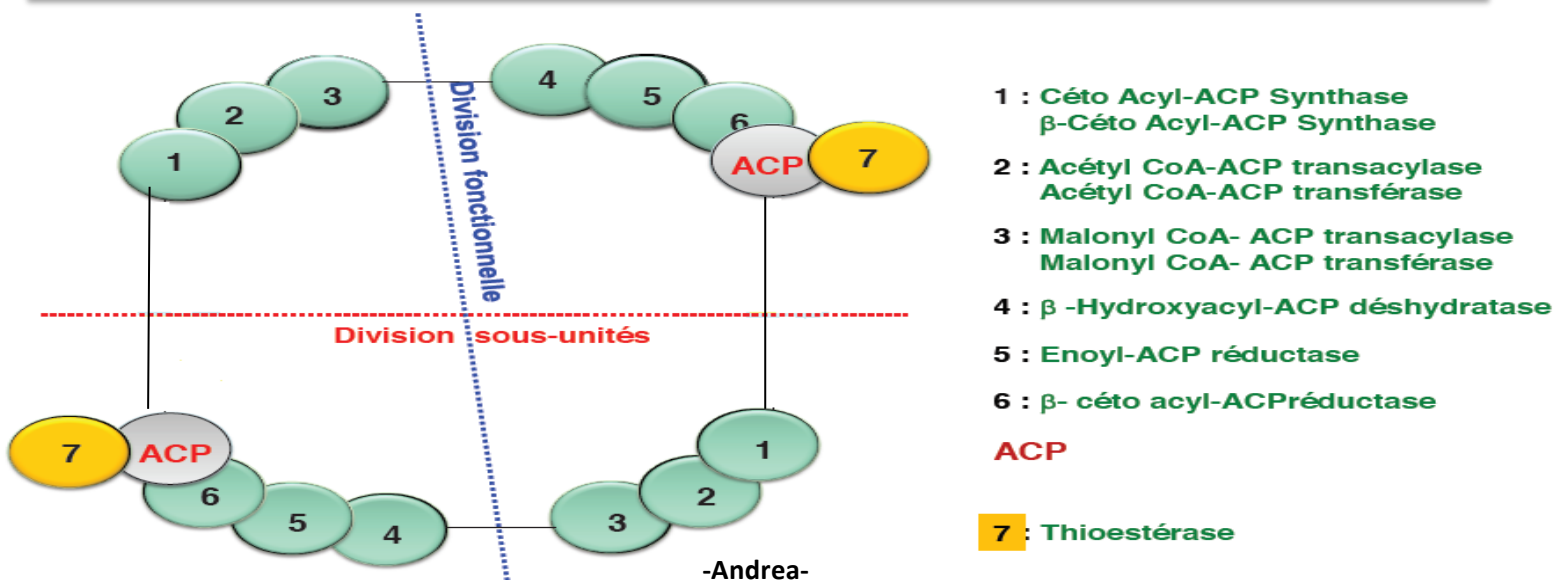 1 2 3
4 5 6 ACP 7
Division fonctionnelle
Division sous-unités
7 ACP 6 5 4
3 2 1
-Andrea-
1 : Céto Acyl-ACP Synthase
β-Céto Acyl-ACP Synthase
2 : Acétyl CoA-ACP transacylase
Acétyl CoA-ACP transférase
3 : Malonyl CoA- ACP transacylase
Malonyl CoA- ACP transférase
4 : β -Hydroxyacyl-ACP déshydratase
5 : Enoyl-ACP réductase
6 : β- céto acyl-ACPréductase
ACP
7 : Thioestérase